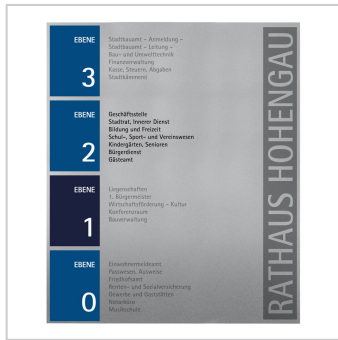 EBENE
3
Stadtbauamt – Anmeldung –
Stadtbauamt – Leitung –
Bau- und Umwelttechnik
Finanzverwaltung
Kasse, Steuern, Abgaben
Stadtkämmerei
EBENE
2
Geschäftsstelle
Stadtrat, Innerer Dienst
Bildung und Freizeit
Schul-, Sport- und Vereinswesen
Kindergärten, Senioren
Bürgerdienst
Gästeamt
EBENE
1
Liegenschaften
1. Bürgermeister
Wirtschaftsförderung – Kultur
Konferenzraum
Bauverwaltung
EBENE
0
Einwohnermeldeamt
Passwesen, Ausweise
Friedhofsamt
Renten- und Sozialversicherung
Gewerbe und Gaststätten
Notarbüro
Musikschule
RATHAUS HOHENGAU